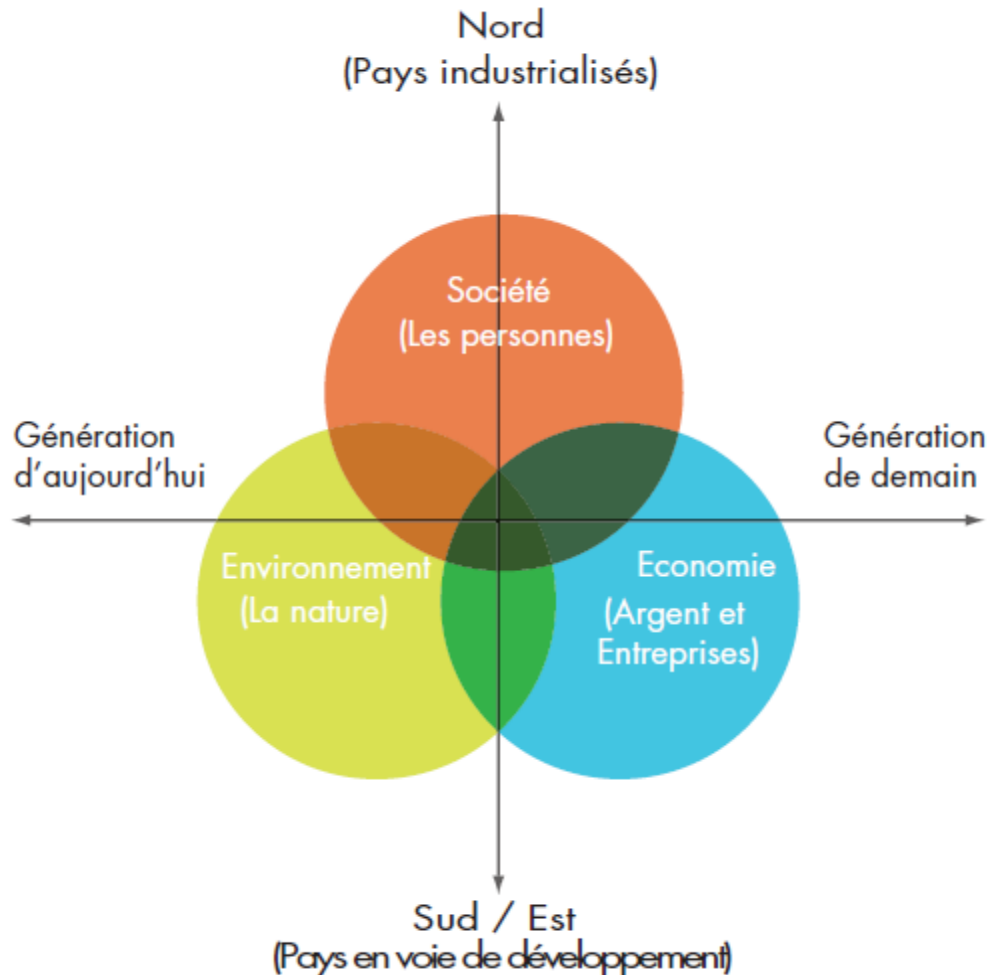 Nord
(Pays industrialisés)
Société
(Les personnes)
Génération
d'aujourd'hui
Génération
de demain
Environnement
(La nature)
Economie
(Argent et
Entreprises)
Sud / Est
(Pays en voie de développement)